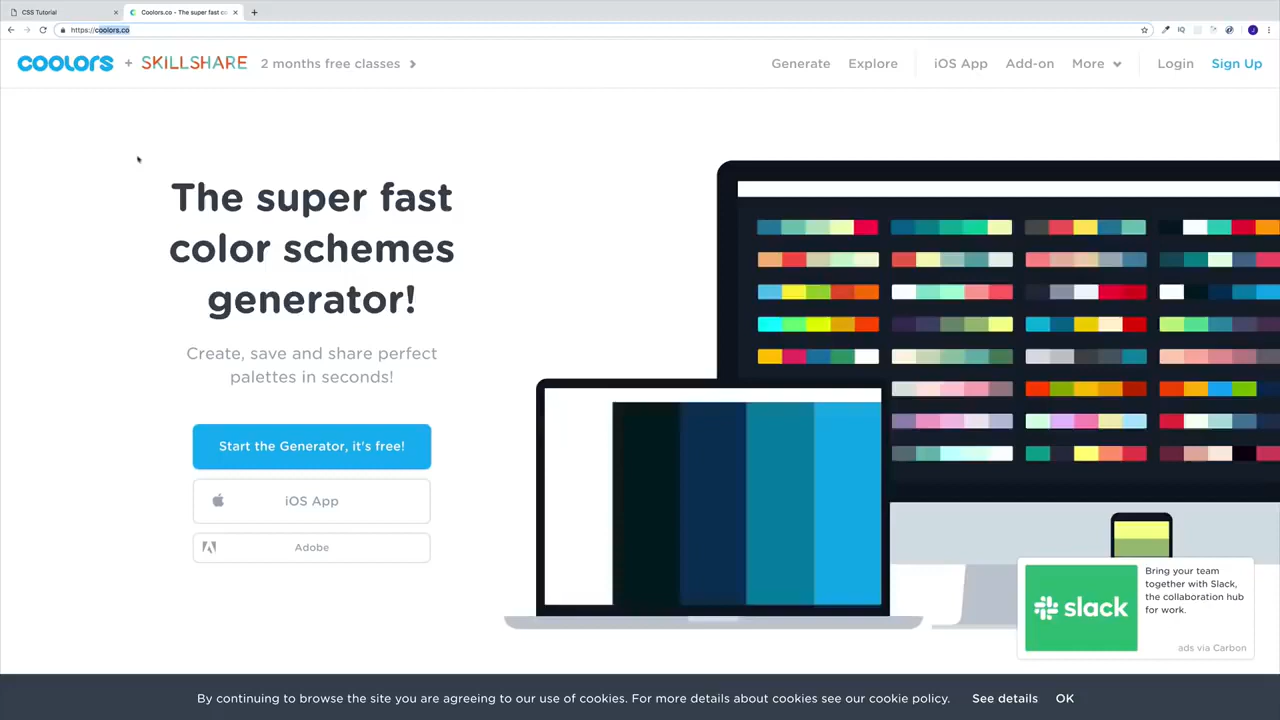 CSS Tutorial
Coolors.co - The super fast co
https://coolors.co
coolors + SKILLSHARE 2 months free classes
Generate Explore iOS App Add-on More Login Sign Up
The super fast
color schemes
generator!
Create, save and share perfect
palettes in seconds!
Start the Generator, it's free!
iOS App
Adobe
Bring your team
together with Slack,
the collaboration hub
for work.
slack
ads via Carbon
By continuing to browse the site you are agreeing to our use of cookies. For more details about cookies see our cookie policy. See details OK